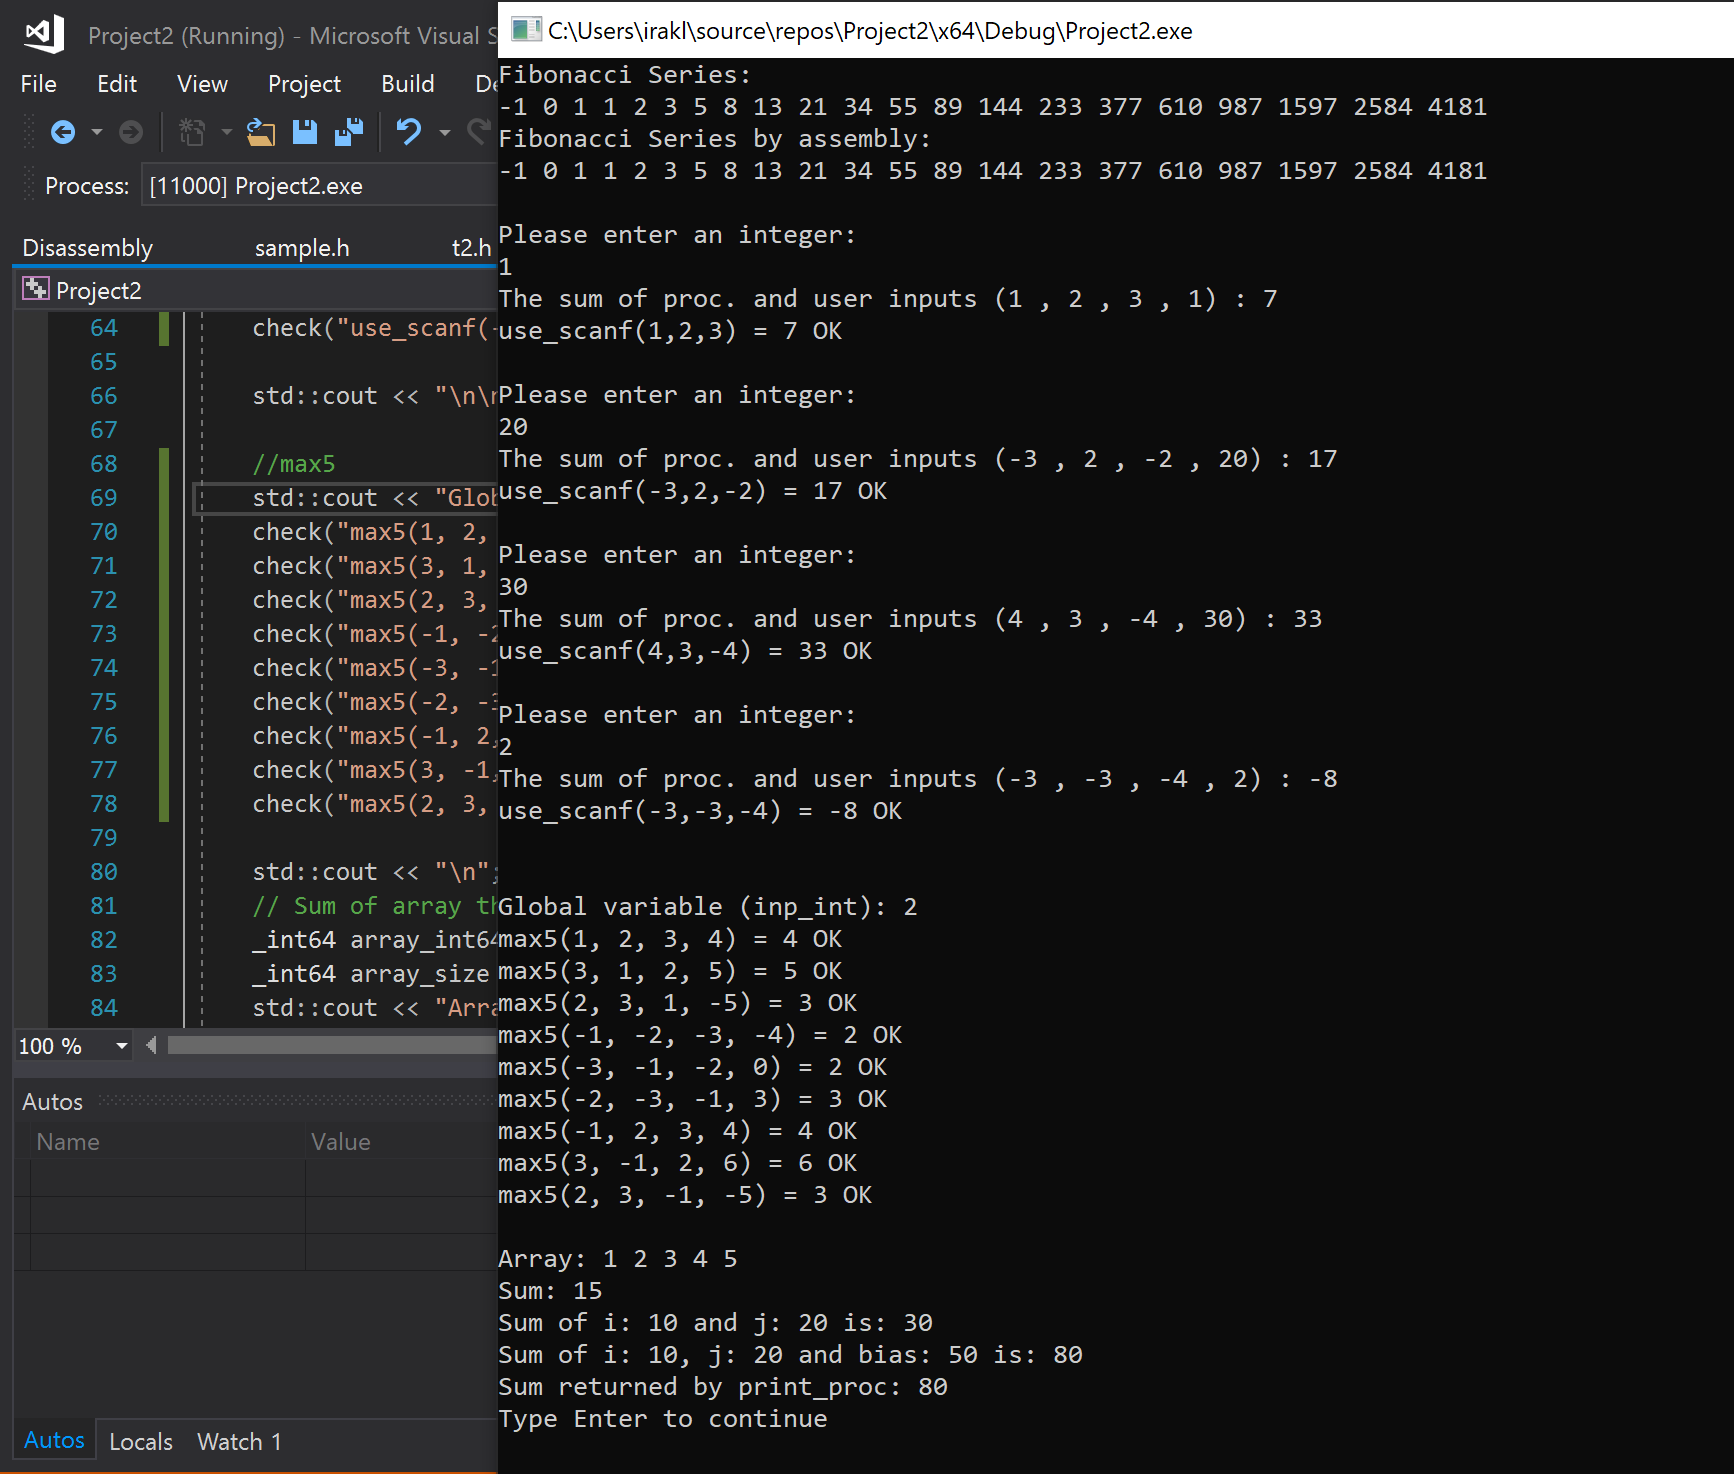 Project2 (Running) - Microsoft Visual S
File Edit View Project Build De
Process: [11000] Project2.exe
Disassembly sample.h t2.h
Project2
64 check("use_scanf(-
65
66 std::cout << "\n\n
67
68 //max5
69 std::cout << "Glob
70 check("max5(1, 2,
71 check("max5(3, 1,
72 check("max5(2, 3,
73 check("max5(-1, -2
74 check("max5(-3, -1
75 check("max5(-2, -3
76 check("max5(-1, 2,
77 check("max5(3, -1,
78 check("max5(2, 3,
79
80 std::cout << "\n";
81 // Sum of array th
82 _int64 array_int64
83 _int64 array_size
84 std::cout << "Arra
100 %
Autos
Name Value
Autos Locals Watch 1
C:\Users\irakl\source\repos\Project2\x64\Debug\Project2.exe
Fibonacci Series:
-1 0 1 1 2 3 5 8 13 21 34 55 89 144 233 377 610 987 1597 2584 4181
Fibonacci Series by assembly:
-1 0 1 1 2 3 5 8 13 21 34 55 89 144 233 377 610 987 1597 2584 4181
Please enter an integer:
1
The sum of proc. and user inputs (1 , 2 , 3 , 1) : 7
use_scanf(1,2,3) = 7 OK
Please enter an integer:
20
The sum of proc. and user inputs (-3 , 2 , -2 , 20) : 17
use_scanf(-3,2,-2) = 17 OK
Please enter an integer:
30
The sum of proc. and user inputs (4 , 3 , -4 , 30) : 33
use_scanf(4,3,-4) = 33 OK
Please enter an integer:
2
The sum of proc. and user inputs (-3 , -3 , -4 , 2) : -8
use_scanf(-3,-3,-4) = -8 OK
Global variable (inp_int): 2
max5(1, 2, 3, 4) = 4 OK
max5(3, 1, 2, 5) = 5 OK
max5(2, 3, 1, -5) = 3 OK
max5(-1, -2, -3, -4) = 2 OK
max5(-3, -1, -2, 0) = 2 OK
max5(-2, -3, -1, 3) = 3 OK
max5(-1, 2, 3, 4) = 4 OK
max5(3, -1, 2, 6) = 6 OK
max5(2, 3, -1, -5) = 3 OK
Array: 1 2 3 4 5
Sum: 15
Sum of i: 10 and j: 20 is: 30
Sum of i: 10, j: 20 and bias: 50 is: 80
Sum returned by print_proc: 80
Type Enter to continue